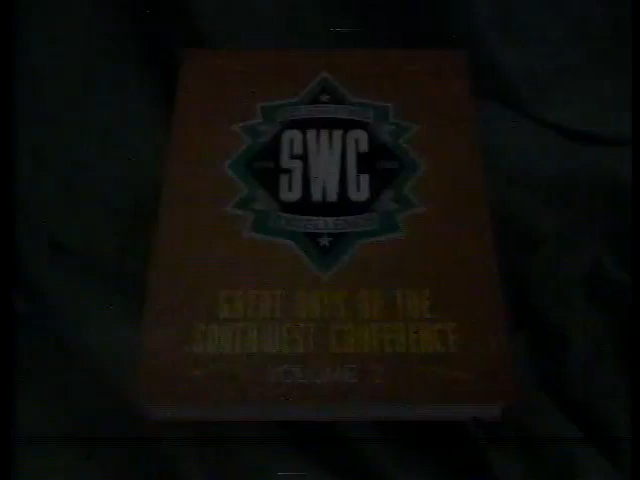 SWC
GREAT DAYS OF THE
SOUTHWEST CONFERENCE
VOLUME